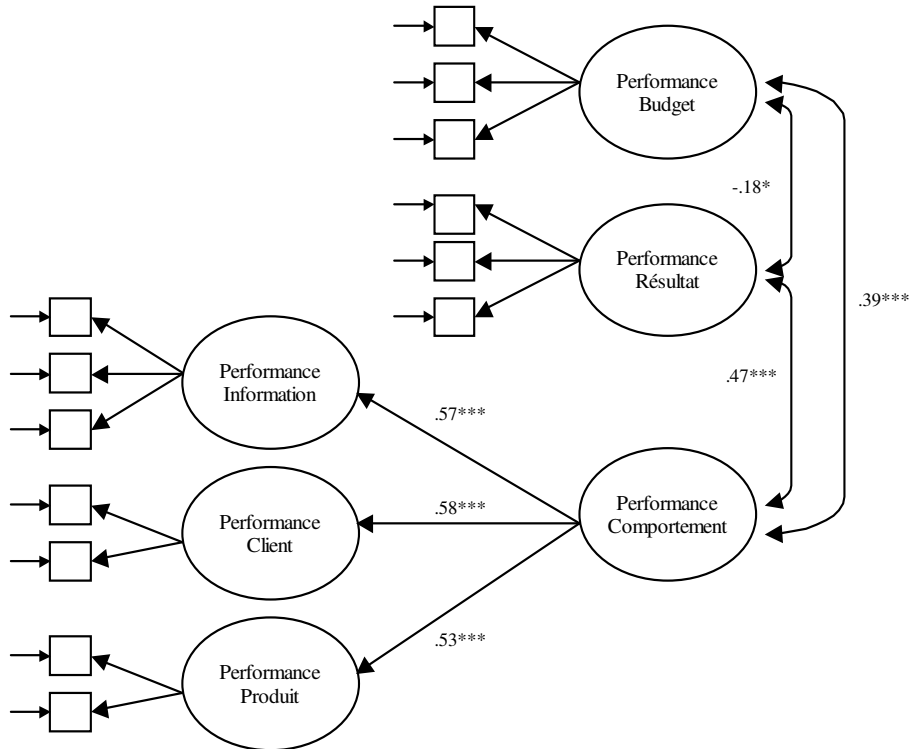 Performance
Budget
-.18*
Performance
Résultat
.39***
.47***
Performance
Information
.57***
Performance
Comportement
.58***
Performance
Client
.53***
Performance
Produit